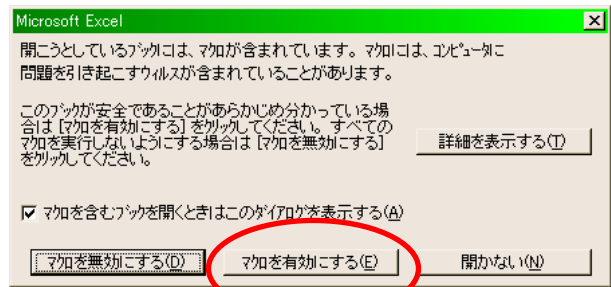 Microsoft Excel
開こうとしているﾌﾞｯｸには、ﾏｸﾛが含まれています。ﾏｸﾛには、ｺﾝﾋﾟｭｰﾀに
問題を引き起こすｳｨﾙｽが含まれていることがあります。
このﾌﾞｯｸが安全であることがあらかじめ分かっている場
合は [ﾏｸﾛを有効にする] をｸﾘｯｸしてください。すべての
ﾏｸﾛを実行しないようにする場合は [ﾏｸﾛを無効にする]
をｸﾘｯｸしてください。
詳細を表示する(T)
ﾏｸﾛを含むﾌﾞｯｸを開くときはこのﾀﾞｲｱﾛｸﾞを表示する(A)
ﾏｸﾛを無効にする(D) ﾏｸﾛを有効にする(E) 開かない(N)